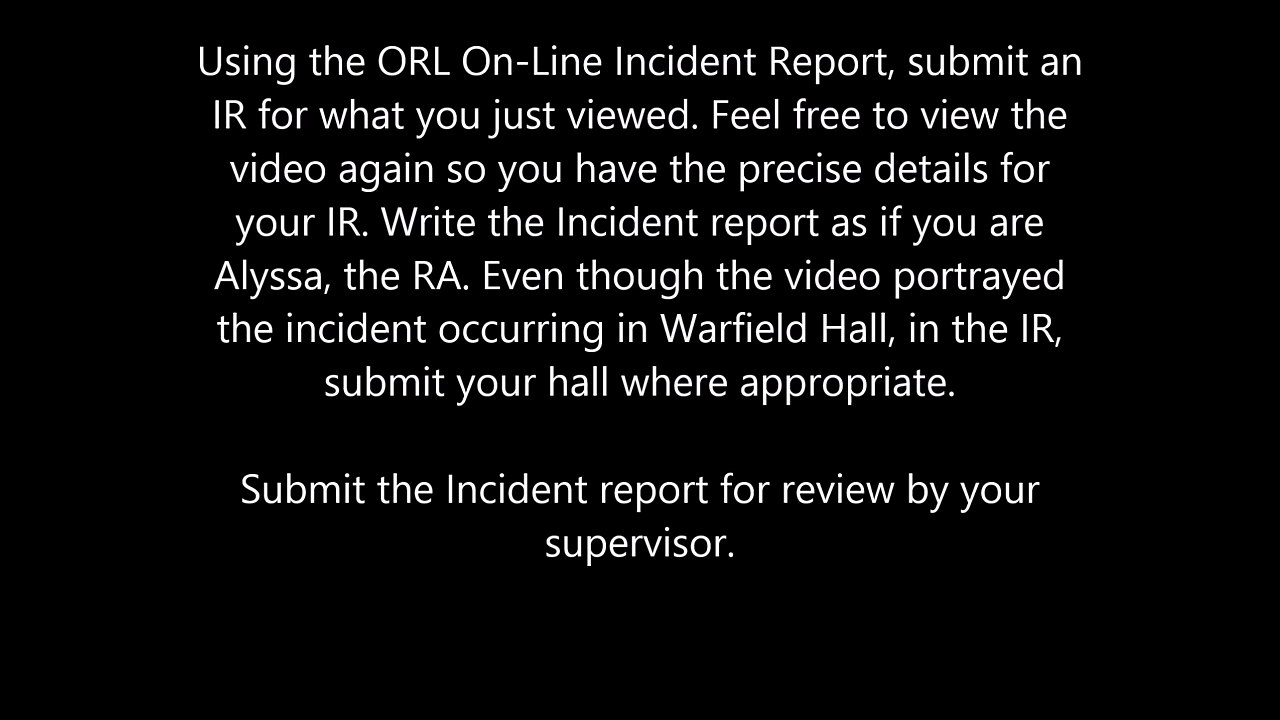 Using the ORL On-Line Incident Report, submit an
IR for what you just viewed. Feel free to view the
video again so you have the precise details for
your IR. Write the Incident report as if you are
Alyssa, the RA. Even though the video portrayed
the incident occurring in Warfield Hall, in the IR,
submit your hall where appropriate.
Submit the Incident report for review by your
supervisor.